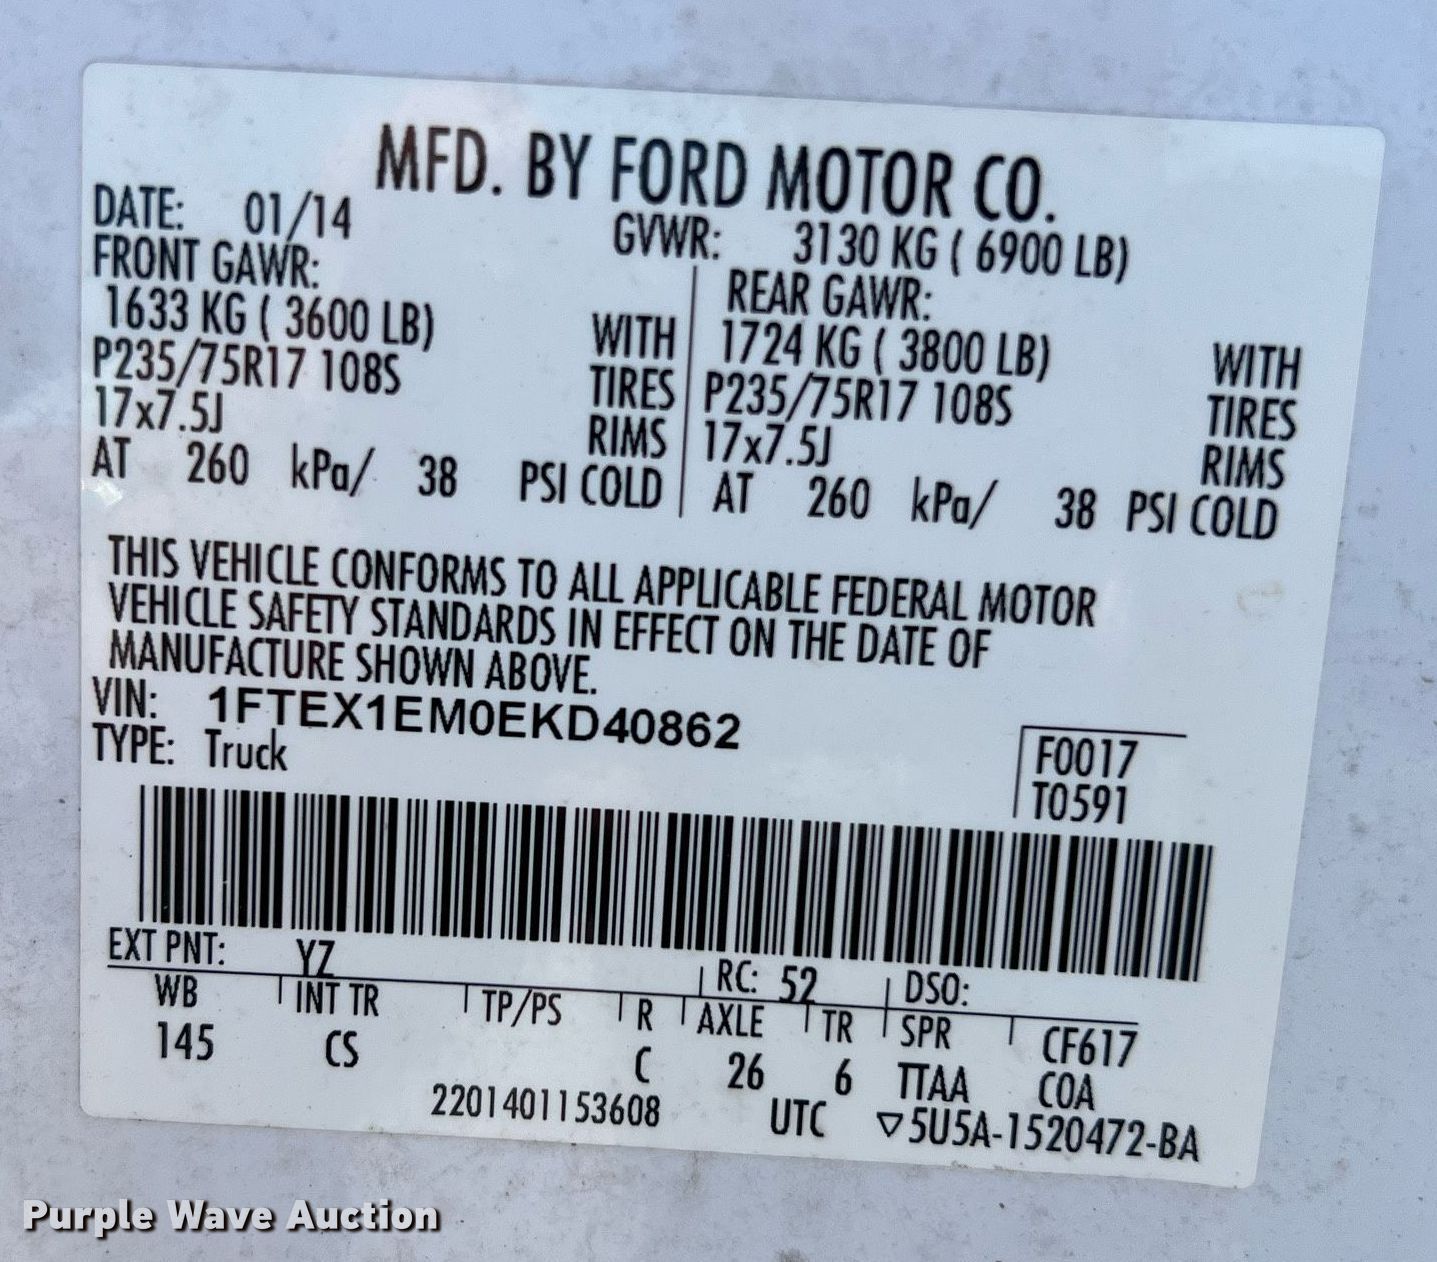 MFD. BY FORD MOTOR CO.
DATE: 01/14 GVWR: 3130 KG ( 6900 LB)
FRONT GAWR: REAR GAWR:
1633 KG ( 3600 LB) WITH 1724 KG ( 3800 LB) WITH
P235/75R17 108S TIRES P235/75R17 108S TIRES
17x7.5J RIMS 17x7.5J RIMS
AT 260 kPa/ 38 PSI COLD AT 260 kPa/ 38 PSI COLD
THIS VEHICLE CONFORMS TO ALL APPLICABLE FEDERAL MOTOR
VEHICLE SAFETY STANDARDS IN EFFECT ON THE DATE OF
MANUFACTURE SHOWN ABOVE.
VIN: 1FTEX1EM0EKD40862
TYPE: Truck
F0017
T0591
EXT PNT: YZ RC: 52 DSO:
WB INT TR TP/PS R AXLE TR SPR CF617
145 CS C 26 6 TTAA COA
2201401153608 UTC ▽5U5A-1520472-BA
Purple Wave Auction